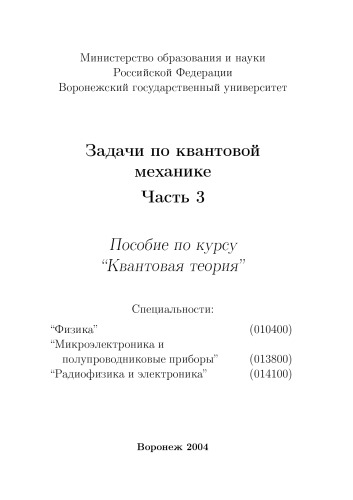 Министерство образования и науки
Российской Федерации
Воронежский государственный университет
Задачи по квантовой
механике
Часть 3
Пособие по курсу
“Квантовая теория”
Специальности:
“Физика” (010400)
“Микроэлектроника и
полупроводниковые приборы” (013800)
“Радиофизика и электроника” (014100)
Воронеж 2004